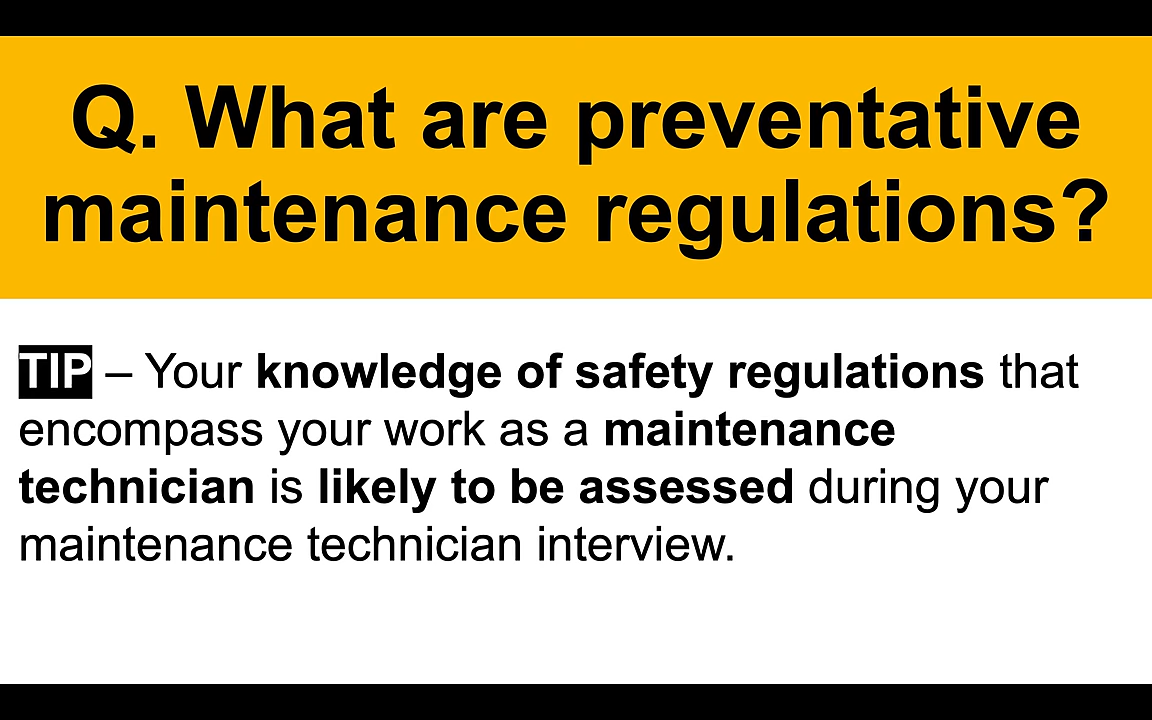 Q. What are preventative
maintenance regulations?
TIP – Your knowledge of safety regulations that
encompass your work as a maintenance
technician is likely to be assessed during your
maintenance technician interview.